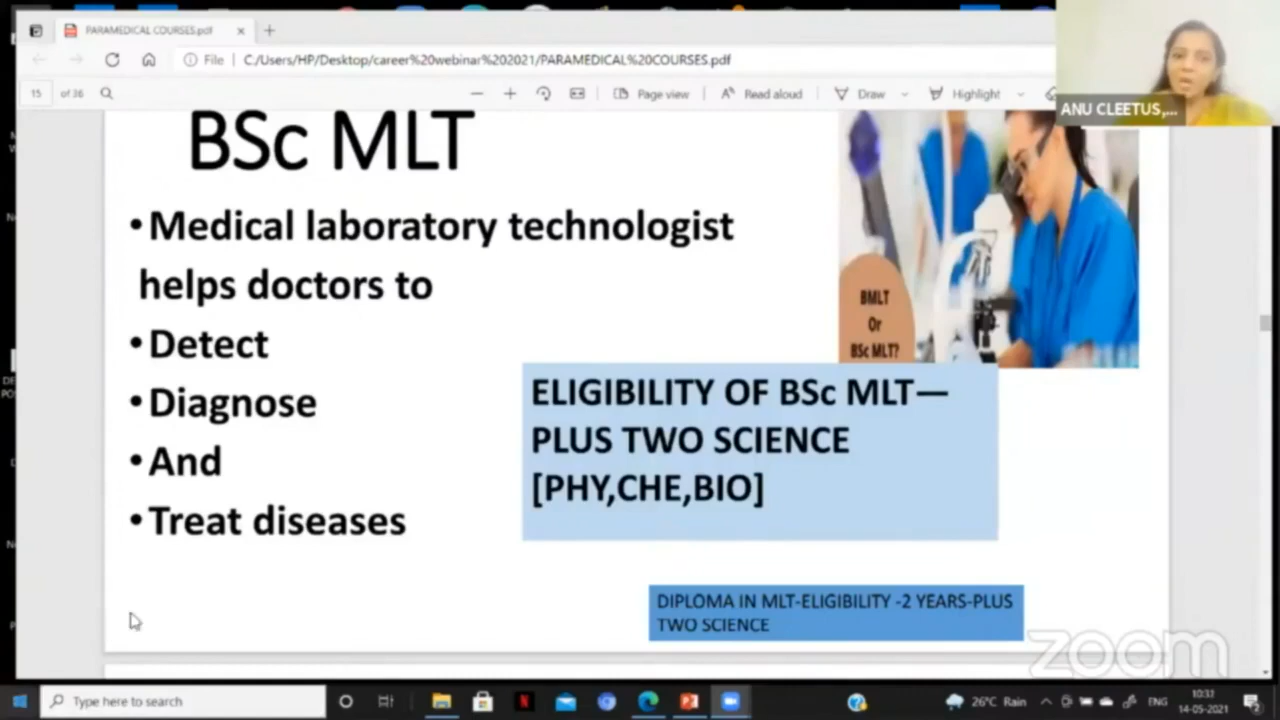 PARAMEDICAL COURSES.pdf
File
C:/Users/HP/Desktop/career%20webinar%202021/PARAMEDICAL%20COURSES.pdf
15 of 36
Page view
Read aloud
Draw
Highlight
ANU CLEETUS,...
BSc MLT
•Medical laboratory technologist
helps doctors to
•Detect
•Diagnose
•And
•Treat diseases
BMLT
Or
BSc MLT?
ELIGIBILITY OF BSc MLT—
PLUS TWO SCIENCE
[PHY,CHE,BIO]
DIPLOMA IN MLT-ELIGIBILITY -2 YEARS-PLUS
TWO SCIENCE
zoom
Type here to search
26°C Rain
ENG
10:33
14-05-2021